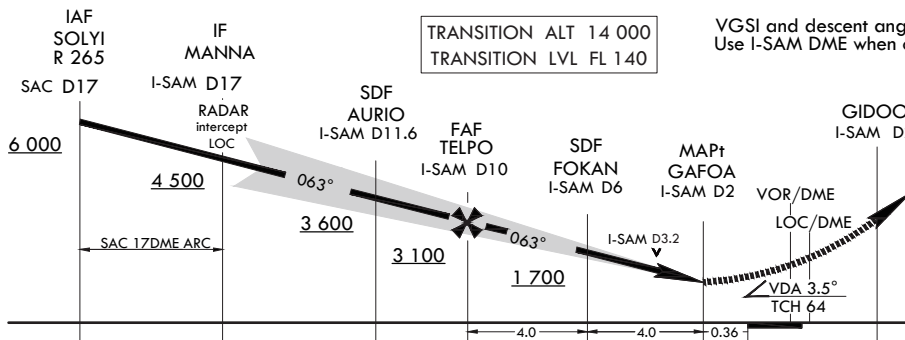 IAF
SOLYI
R 265
SAC D17
IF
MANNA
I-SAM D17
RADAR
intercept
LOC
TRANSITION ALT 14 000
TRANSITION LVL FL 140
VGSI and descent
Use I-SAM DME when
SDF
AURIO
I-SAM D11.6
FAF
TELPO
I-SAM D10
SDF
FOKAN
I-SAM D6
MAPt
GAFOA
I-SAM D2
GIDOO
I-SAM
6 000
063°
4 500
3 600
063°
I-SAM D3.2
VOR/DME
LOC/DME
SAC 17DME ARC
3 100
1 700
VDA 3.5°
TCH 64
4.0
4.0
0.36